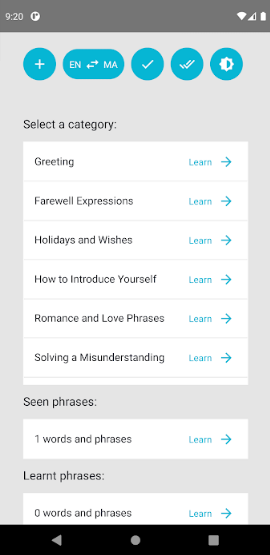 9:20
EN MA
Select a category:
Greeting Learn
Farewell Expressions Learn
Holidays and Wishes Learn
How to Introduce Yourself Learn
Romance and Love Phrases Learn
Solving a Misunderstanding Learn
Seen phrases:
1 words and phrases Learn
Learnt phrases:
0 words and phrases Learn